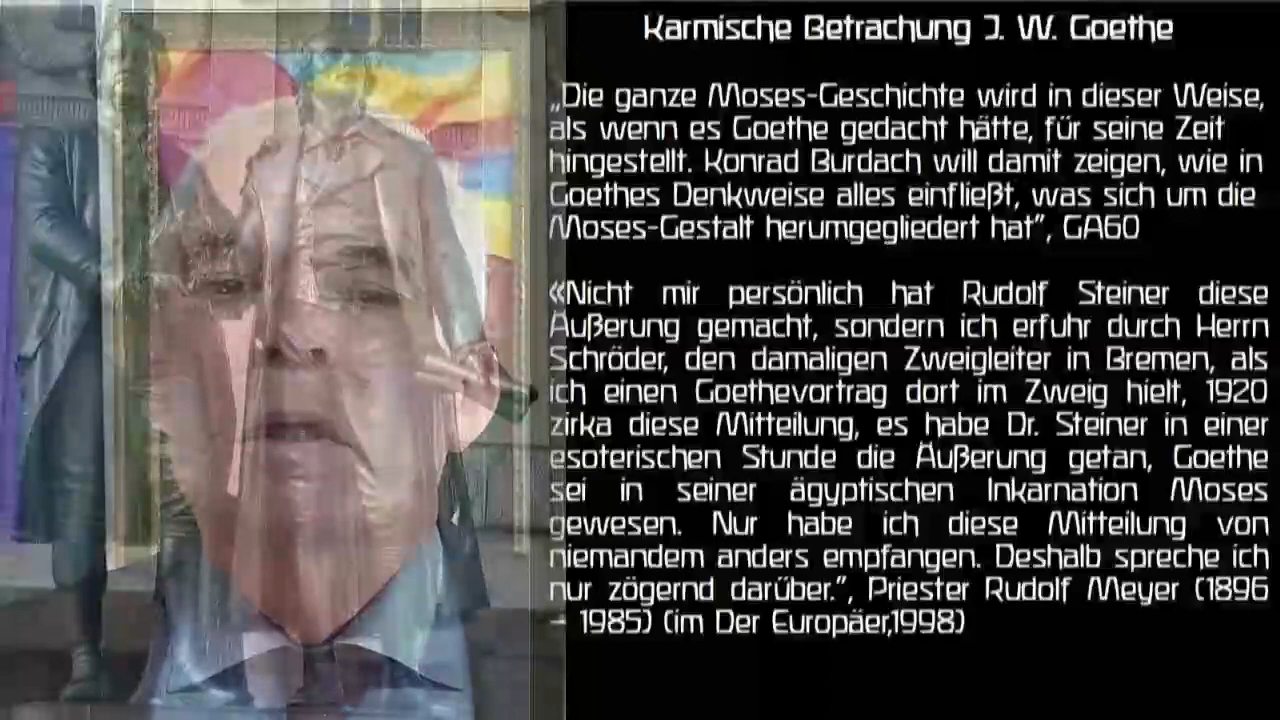 Karmische Betrachung J. W. Goethe
„Die ganze Moses-Geschichte wird in dieser Weise,
als wenn es Goethe gedacht hätte, für seine Zeit
hingestellt. Konrad Burdach will damit zeigen, wie in
Goethes Denkweise alles einfließt, was sich um die
Moses-Gestalt herumgegliedert hat”, GA60
«Nicht mir persönlich hat Rudolf Steiner diese
Äußerung gemacht, sondern ich erfuhr durch Herrn
Schröder, den damaligen Zweigleiter in Bremen, als
ich einen Goethevortrag dort im Zweig hielt, 1920
zirka diese Mitteilung, es habe Dr. Steiner in einer
esoterischen Stunde die Äußerung getan, Goethe
sei in seiner ägyptischen Inkarnation Moses
gewesen. Nur habe ich diese Mitteilung von
niemandem anders empfangen. Deshalb spreche ich
nur zögernd darüber.”, Priester Rudolf Meyer (1896
– 1985) (im Der Europäer,1998)